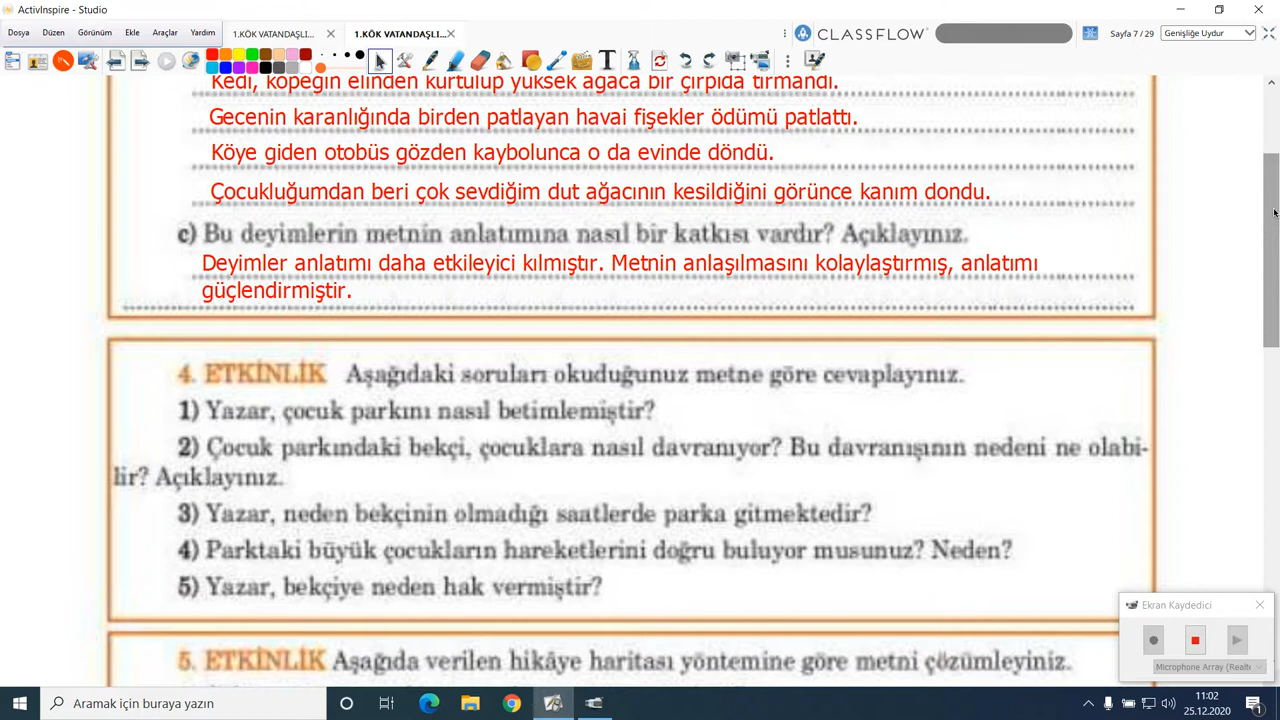 ActivInspire - Studio
Dosya Düzen Görünüm Ekle Araçlar Yardım
1.KÖK VATANDAŞLI...
1.KÖK VATANDAŞLI...
CLASSFLOW
Sayfa 7 / 29
Genişliğe Uydur
Kedi, köpeğin elinden kurtulup yüksek ağaca bir çırpıda tırmandı.
Gecenin karanlığında birden patlayan havai fişekler ödümü patlattı.
Köye giden otobüs gözden kaybolunca o da evinde döndü.
Çocukluğumdan beri çok sevdiğim dut ağacının kesildiğini görünce kanım dondu.
c) Bu deyimlerin metnin anlatımına nasıl bir katkısı vardır? Açıklayınız.
Deyimler anlatımı daha etkileyici kılmıştır. Metnin anlaşılmasını kolaylaştırmış, anlatımı
güçlendirmiştir.
4. ETKİNLİK Aşağıdaki soruları okuduğunuz metne göre cevaplayınız.
1) Yazar, çocuk parkını nasıl betimlemiştir?
2) Çocuk parkındaki bekçi, çocuklara nasıl davranıyor? Bu davranışının nedeni ne olabi-
lir? Açıklayınız.
3) Yazar, neden bekçinin olmadığı saatlerde parka gitmektedir?
4) Parktaki büyük çocukların hareketlerini doğru buluyor musunuz? Neden?
5) Yazar, bekçiye neden hak vermiştir?
5. ETKİNLİK Aşağıda verilen hikâye haritası yöntemine göre metni çözümleyiniz.
Ekran Kaydedici
Microphone Array (Realt
Aramak için buraya yazın
11:02
25.12.2020
1